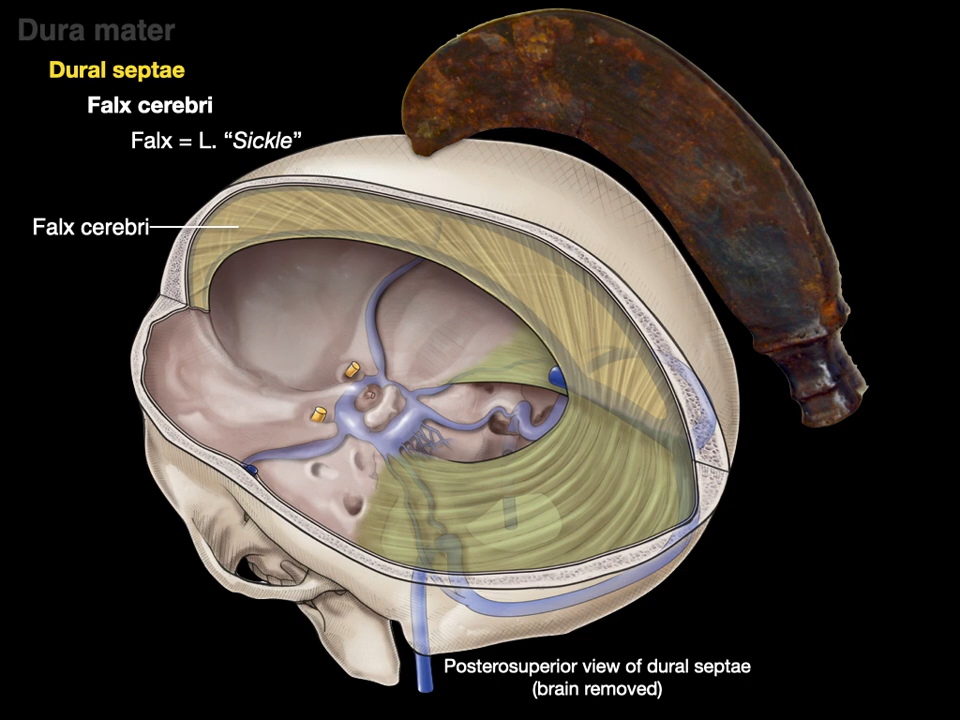 Dura mater
Dural septae
Falx cerebri
Falx = L. “Sickle”
Falx cerebri
Posterosuperior view of dural septae
(brain removed)